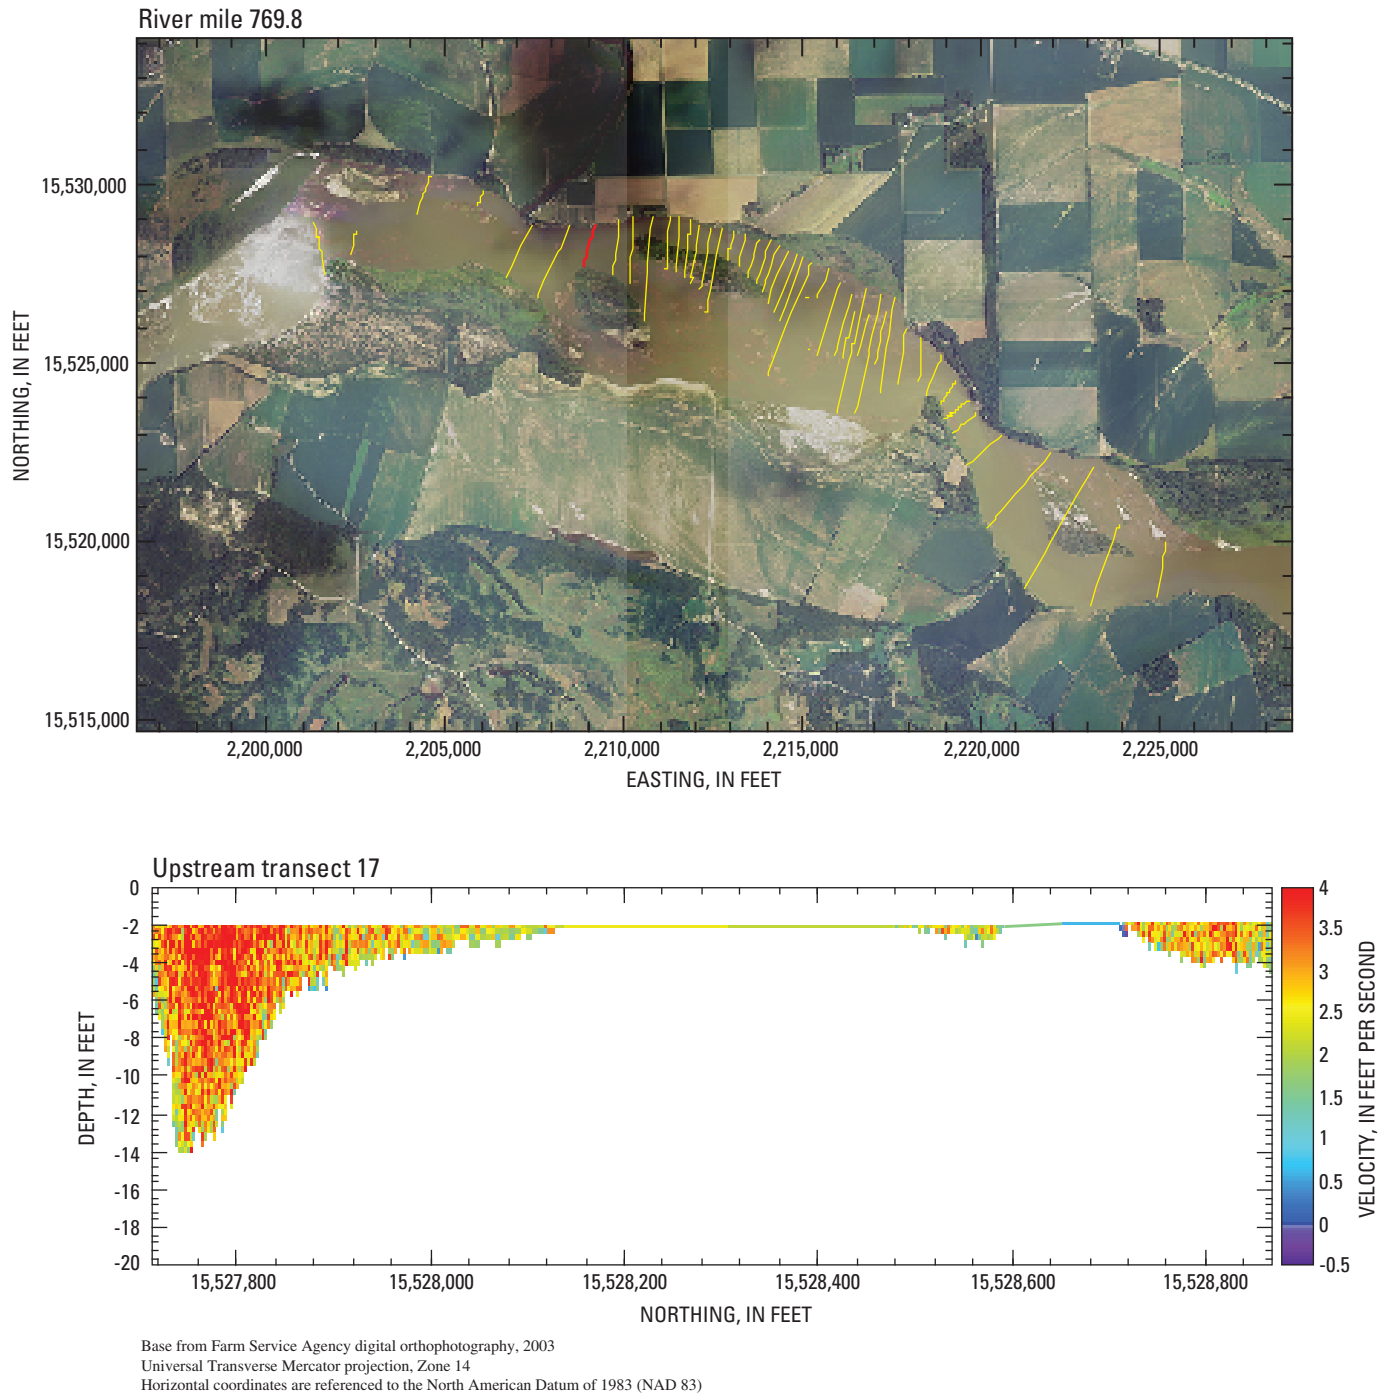 River mile 769.8
15,530,000
15,525,000
15,520,000
15,515,000
NORTHING, IN FEET
2,200,000 2,205,000 2,210,000 2,215,000 2,220,000 2,225,000
EASTING, IN FEET
Upstream transect 17
0
-2
-4
-6
-8
-10
-12
-14
-16
-18
-20
DEPTH, IN FEET
15,527,800 15,528,000 15,528,200 15,528,400 15,528,600 15,528,800
NORTHING, IN FEET
4
3.5
3
2.5
2
1.5
1
0.5
0
-0.5
VELOCITY, IN FEET PER SECOND
Base from Farm Service Agency digital orthophotography, 2003
Universal Transverse Mercator projection, Zone 14
Horizontal coordinates are referenced to the North American Datum of 1983 (NAD 83)